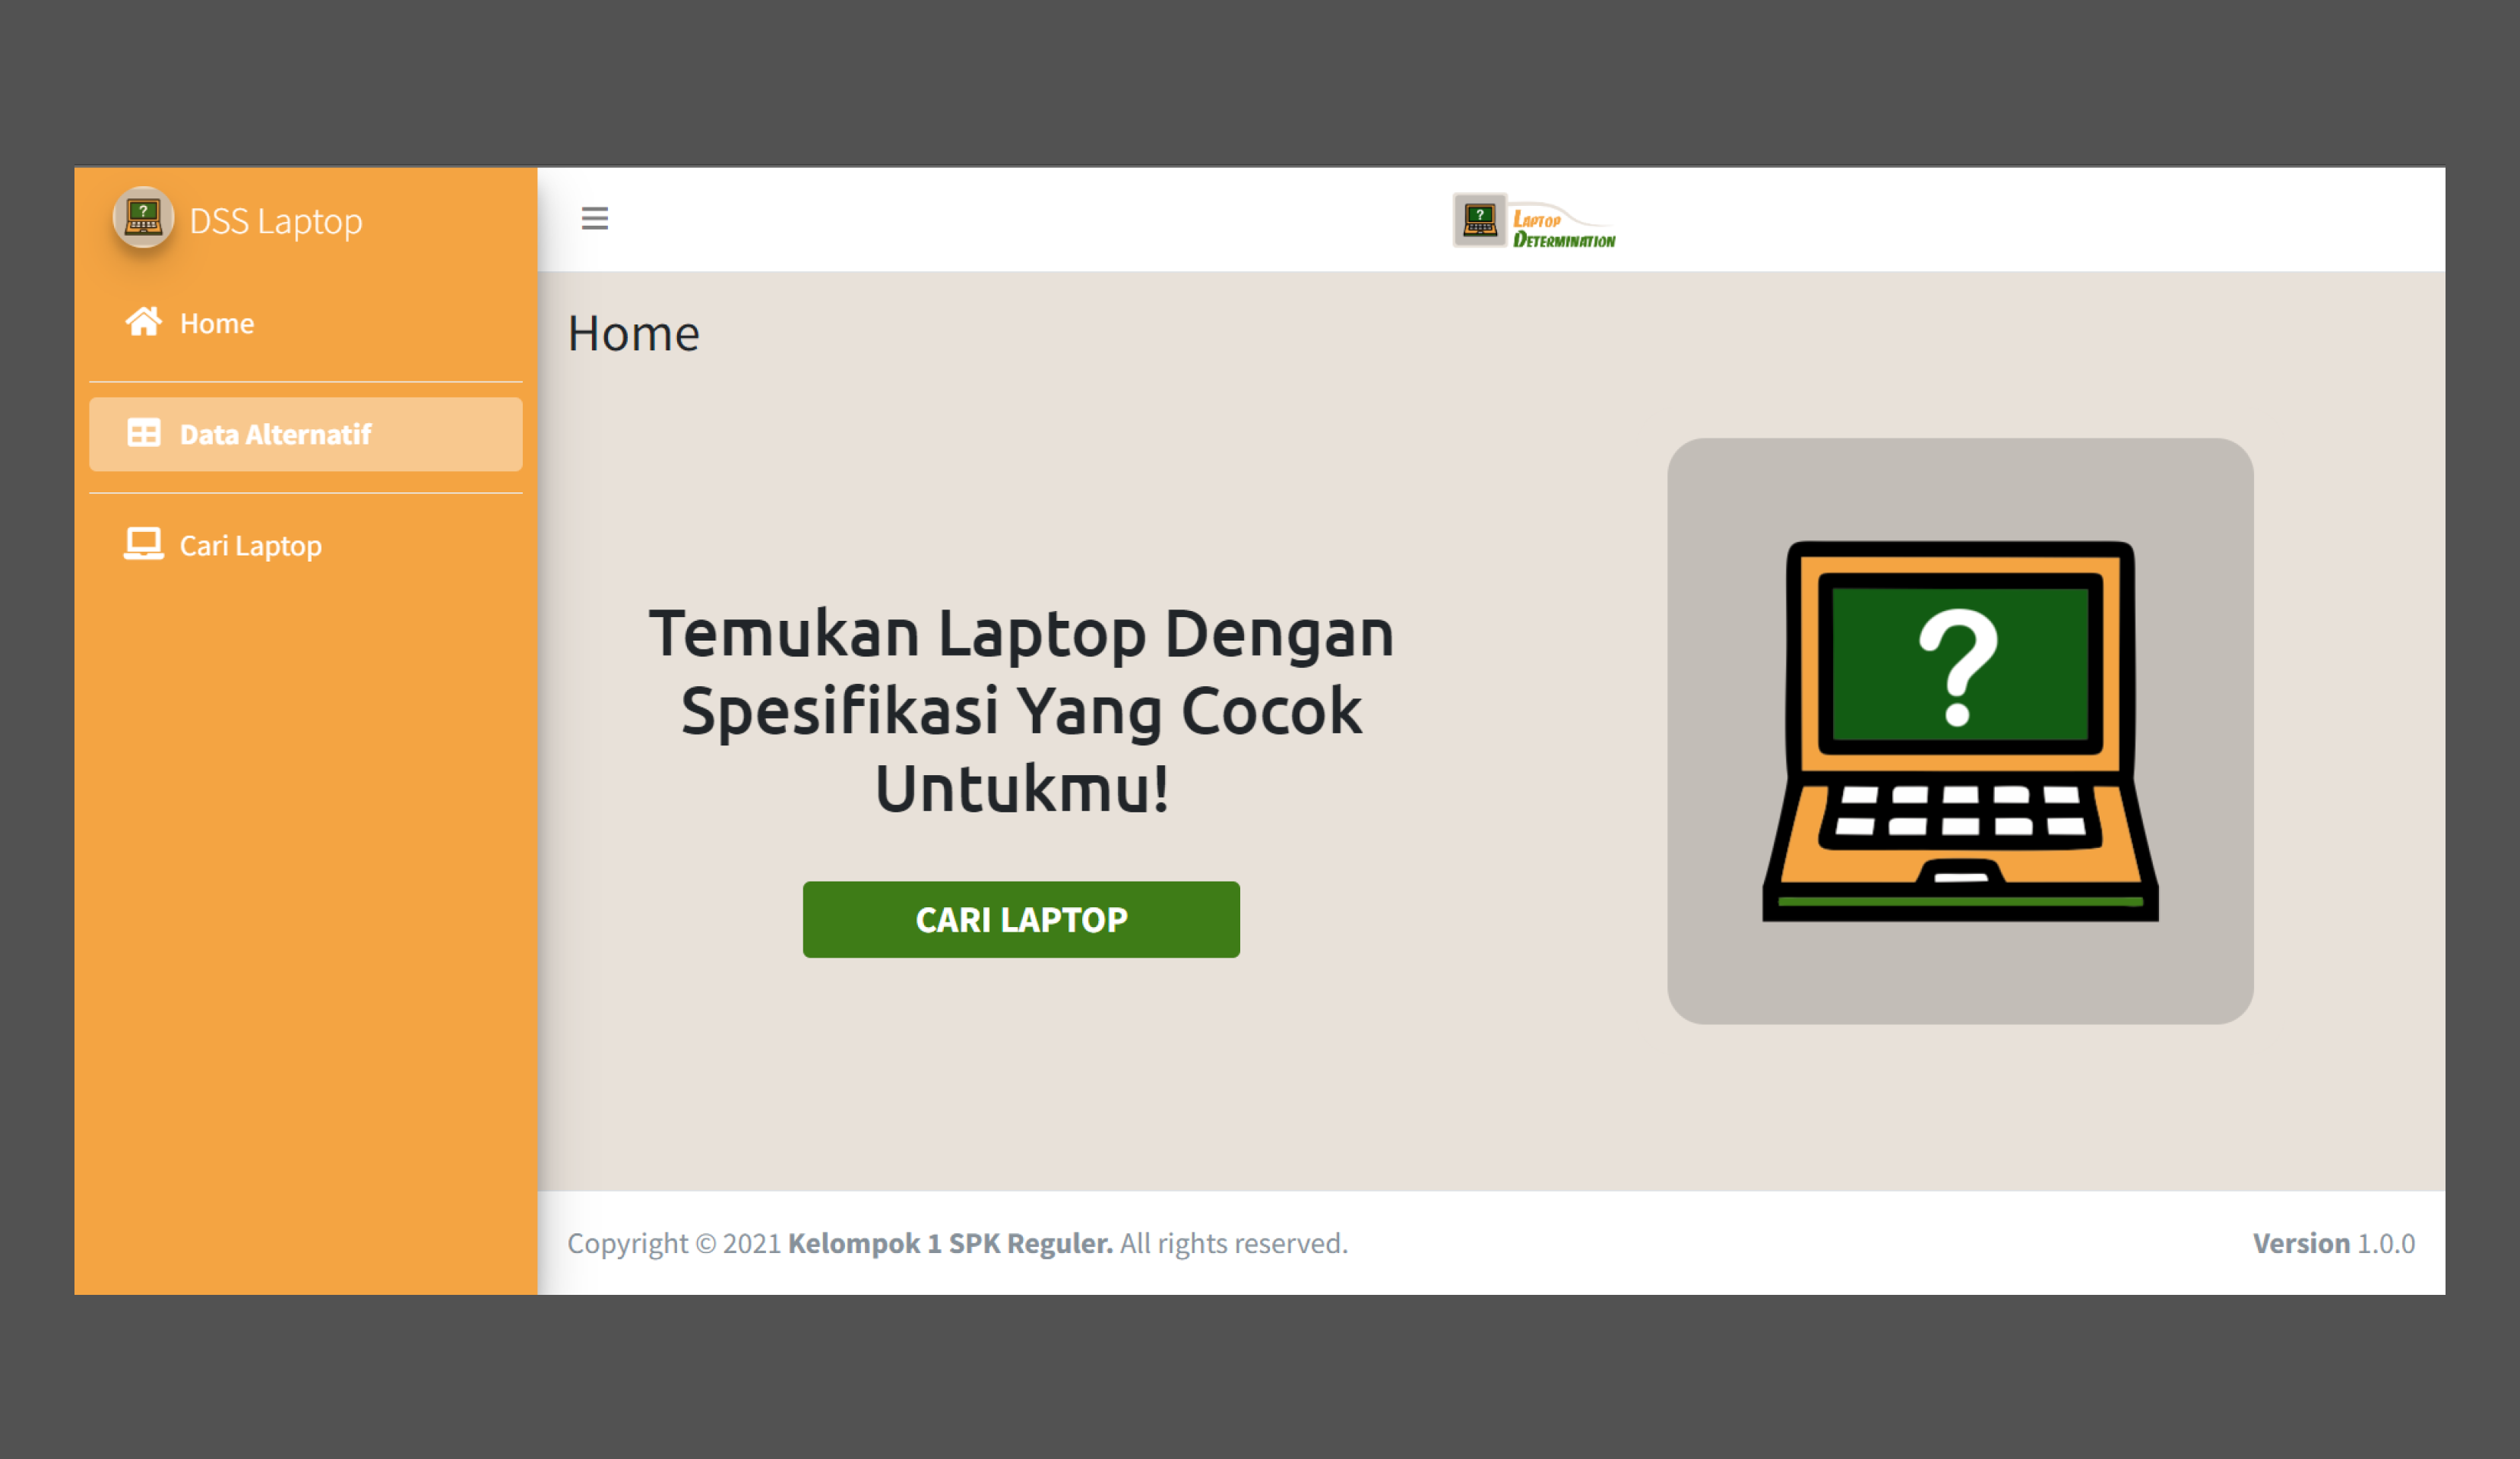 DSS Laptop
Home
Data Alternatif
Cari Laptop
?
LAPTOP
DETERMINATION
Home
Temukan Laptop Dengan
Spesifikasi Yang Cocok
Untukmu!
CARI LAPTOP
?
Copyright © 2021 Kelompok 1 SPK Reguler. All rights reserved.
Version 1.0.0